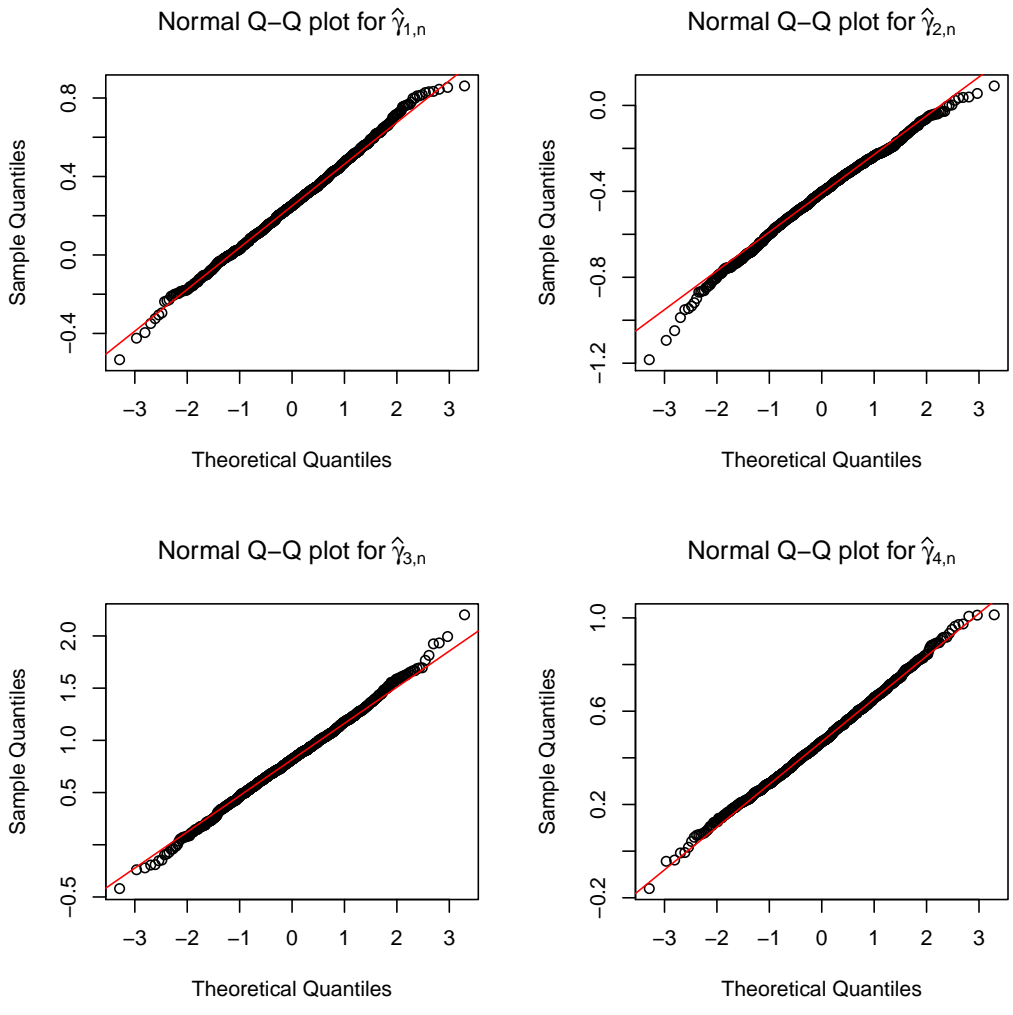 Normal Q−Q plot for γ̂1,n
0.8
0.4
0.0
−0.4
Sample Quantiles
−3 −2 −1 0 1 2 3
Theoretical Quantiles
Normal Q−Q plot for γ̂2,n
0.0
−0.4
−0.8
−1.2
Sample Quantiles
−3 −2 −1 0 1 2 3
Theoretical Quantiles
Normal Q−Q plot for γ̂3,n
2.0
1.5
1.0
0.5
−0.5
Sample Quantiles
−3 −2 −1 0 1 2 3
Theoretical Quantiles
Normal Q−Q plot for γ̂4,n
1.0
0.6
0.2
−0.2
Sample Quantiles
−3 −2 −1 0 1 2 3
Theoretical Quantiles